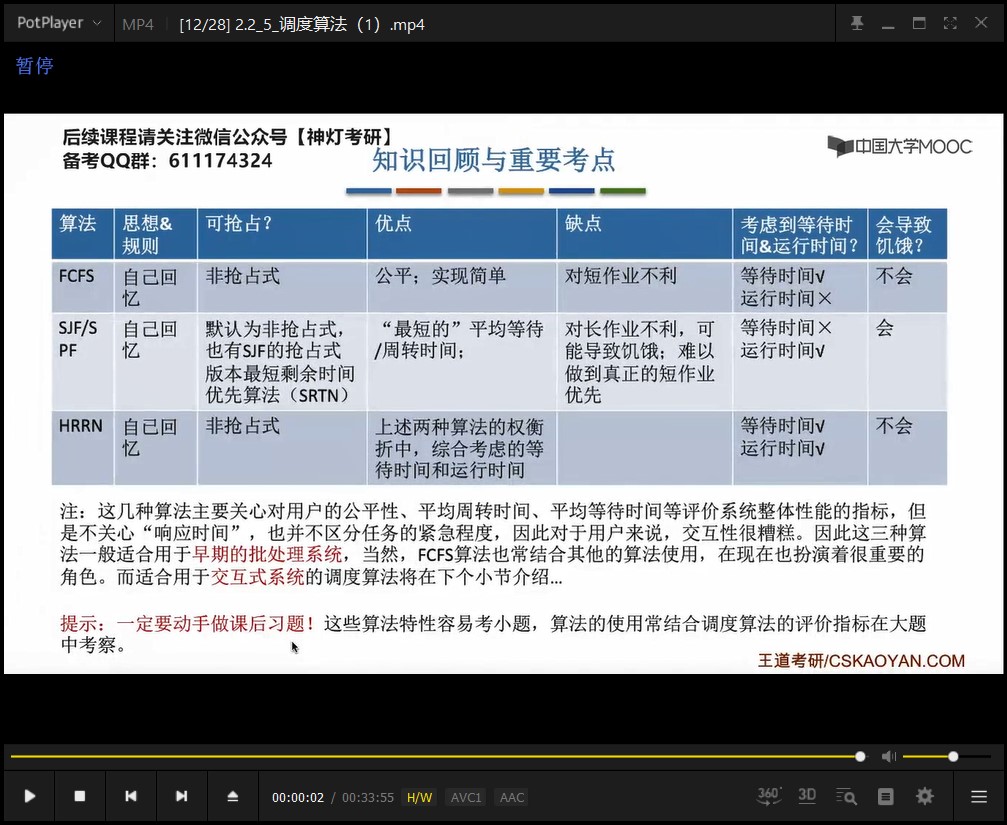 PotPlayer
MP4
[12/28] 2.2_5_调度算法（1）.mp4
暂停
后续课程请关注微信公众号【神灯考研】
备考QQ群：611174324
知识回顾与重要考点
中国大学MOOC
算法
思想&
规则
可抢占？
优点
缺点
考虑到等待时
间&运行时间？
会导致
饥饿？
FCFS
自己回
忆
非抢占式
公平；实现简单
对短作业不利
等待时间√
运行时间×
不会
SJF/S
PF
自己回
忆
默认为非抢占式，
也有SJF的抢占式
版本最短剩余时间
优先算法（SRTN）
“最短的”平均等待
/周转时间；
对长作业不利，可
能导致饥饿；难以
做到真正的短作业
优先
等待时间×
运行时间√
会
HRRN
自己回
忆
非抢占式
上述两种算法的权衡
折中，综合考虑的等
待时间和运行时间
等待时间√
运行时间√
不会
注：这几种算法主要关心对用户的公平性、平均周转时间、平均等待时间等评价系统整体性能的指标，但
是不关心“响应时间”，也并不区分任务的紧急程度，因此对于用户来说，交互性很糟糕。因此这三种算
法一般适合用于早期的批处理系统，当然，FCFS算法也常结合其他的算法使用，在现在也扮演着很重要的
角色。而适合用于交互式系统的调度算法将在下个小节介绍...
提示：一定要动手做课后习题！这些算法特性容易考小题，算法的使用常结合调度算法的评价指标在大题
中考察。
王道考研/CSKAOYAN.COM
00:00:02 / 00:33:55 H/W AVC1 AAC
360°
3D